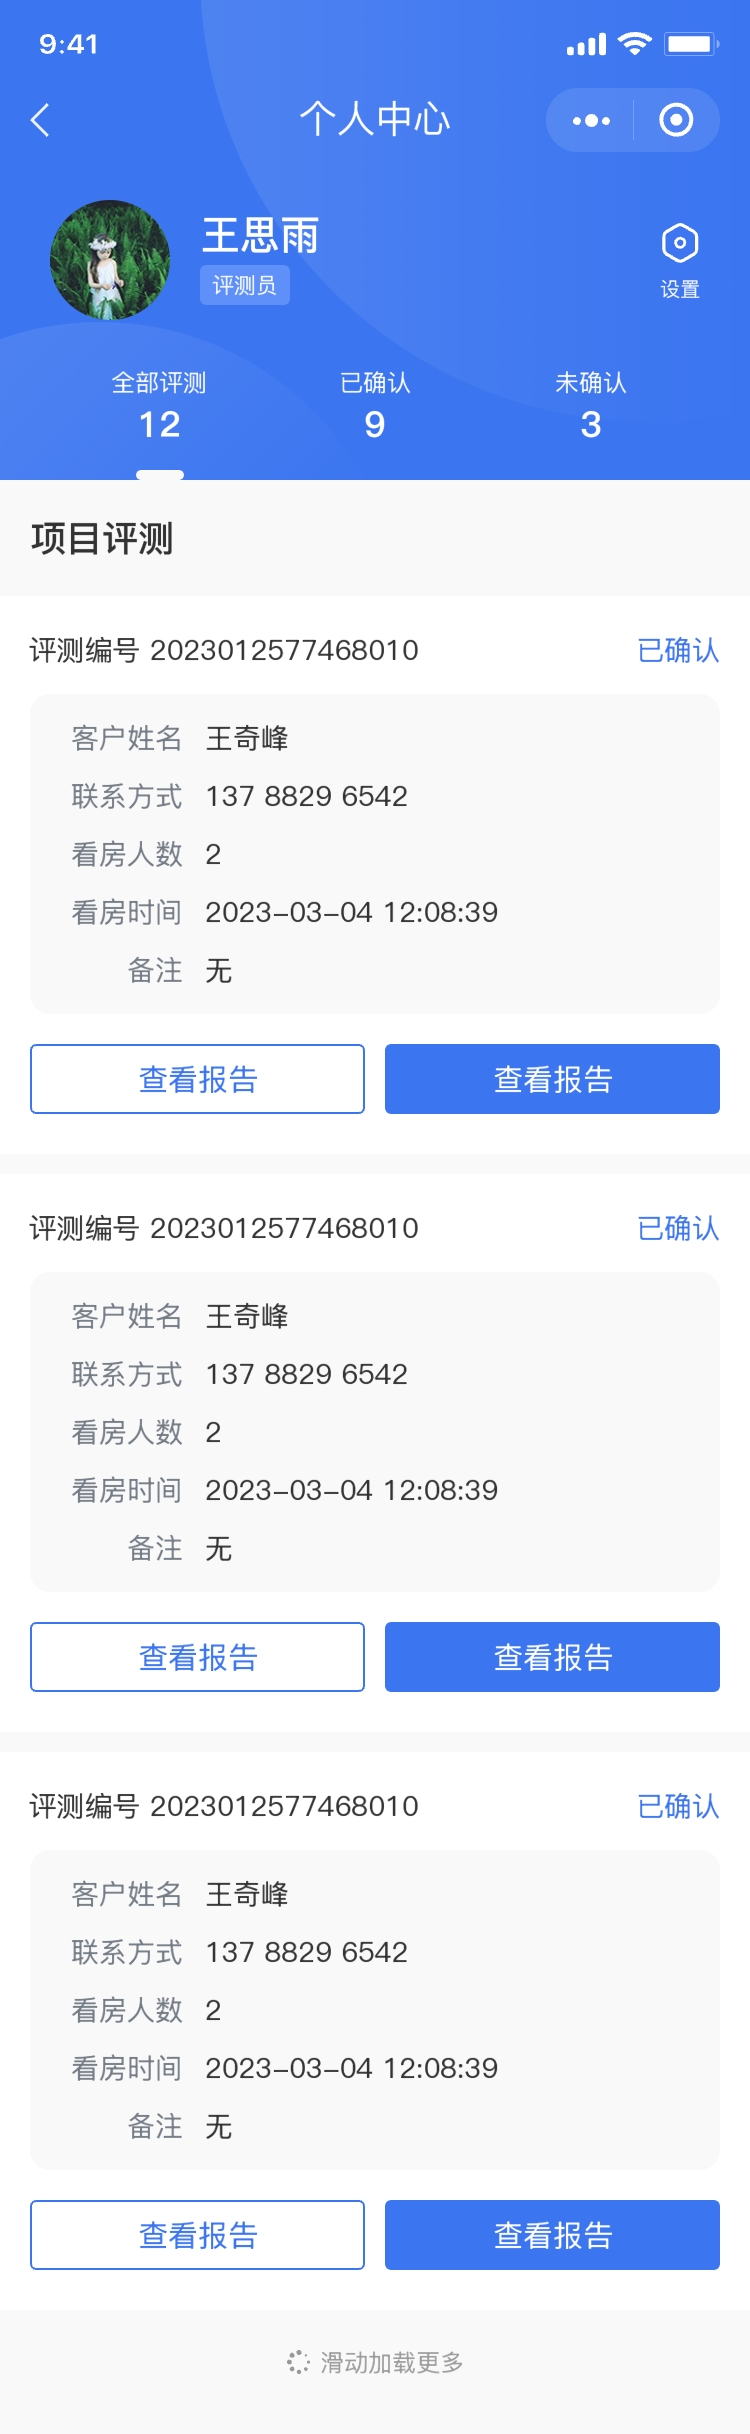 9:41
个人中心
王思雨
评测员
设置
全部评测 已确认 未确认
12 9 3
项目评测
评测编号 2023012577468010 已确认
客户姓名 王奇峰
联系方式 137 8829 6542
看房人数 2
看房时间 2023-03-04 12:08:39
备注 无
查看报告 查看报告
评测编号 2023012577468010 已确认
客户姓名 王奇峰
联系方式 137 8829 6542
看房人数 2
看房时间 2023-03-04 12:08:39
备注 无
查看报告 查看报告
评测编号 2023012577468010 已确认
客户姓名 王奇峰
联系方式 137 8829 6542
看房人数 2
看房时间 2023-03-04 12:08:39
备注 无
查看报告 查看报告
滑动加载更多